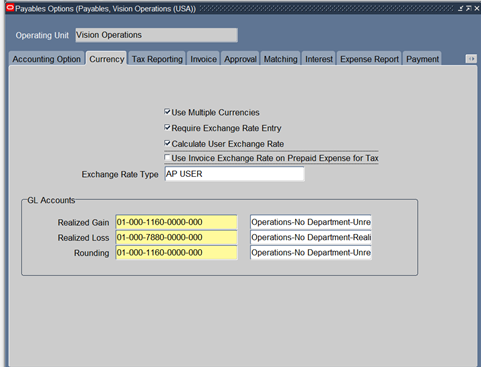 Payables Options (Payables, Vision Operations (USA))
Operating Unit Vision Operations
Accounting Option Currency Tax Reporting Invoice Approval Matching Interest Expense Report Payment
Use Multiple Currencies
Require Exchange Rate Entry
Calculate User Exchange Rate
Use Invoice Exchange Rate on Prepaid Expense for Tax
Exchange Rate Type AP USER
GL Accounts
Realized Gain 01-000-1160-0000-000 Operations-No Department-Unre
Realized Loss 01-000-7880-0000-000 Operations-No Department-Reali
Rounding 01-000-1160-0000-000 Operations-No Department-Unre